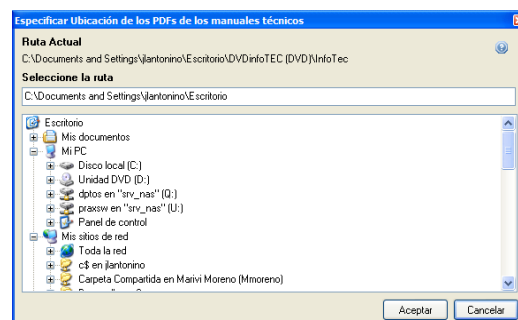 Especificar Ubicación de los PDFs de los manuales técnicos
Ruta Actual
C:\Documents and Settings\jlantonino\Escritorio\DVDinfoTEC (DVD)\InfoTec
Seleccione la ruta
C:\Documents and Settings\jlantonino\Escritorio
Escritorio
Mis documentos
Mi PC
Disco local (C:)
Unidad DVD (D:)
dptos en "srv_nas" (Q:)
praxsw en "srv_nas" (U:)
Panel de control
Mis sitios de red
Toda la red
c$ en jlantonino
Carpeta Compartida en Marivi Moreno (Mmoreno)
Aceptar
Cancelar